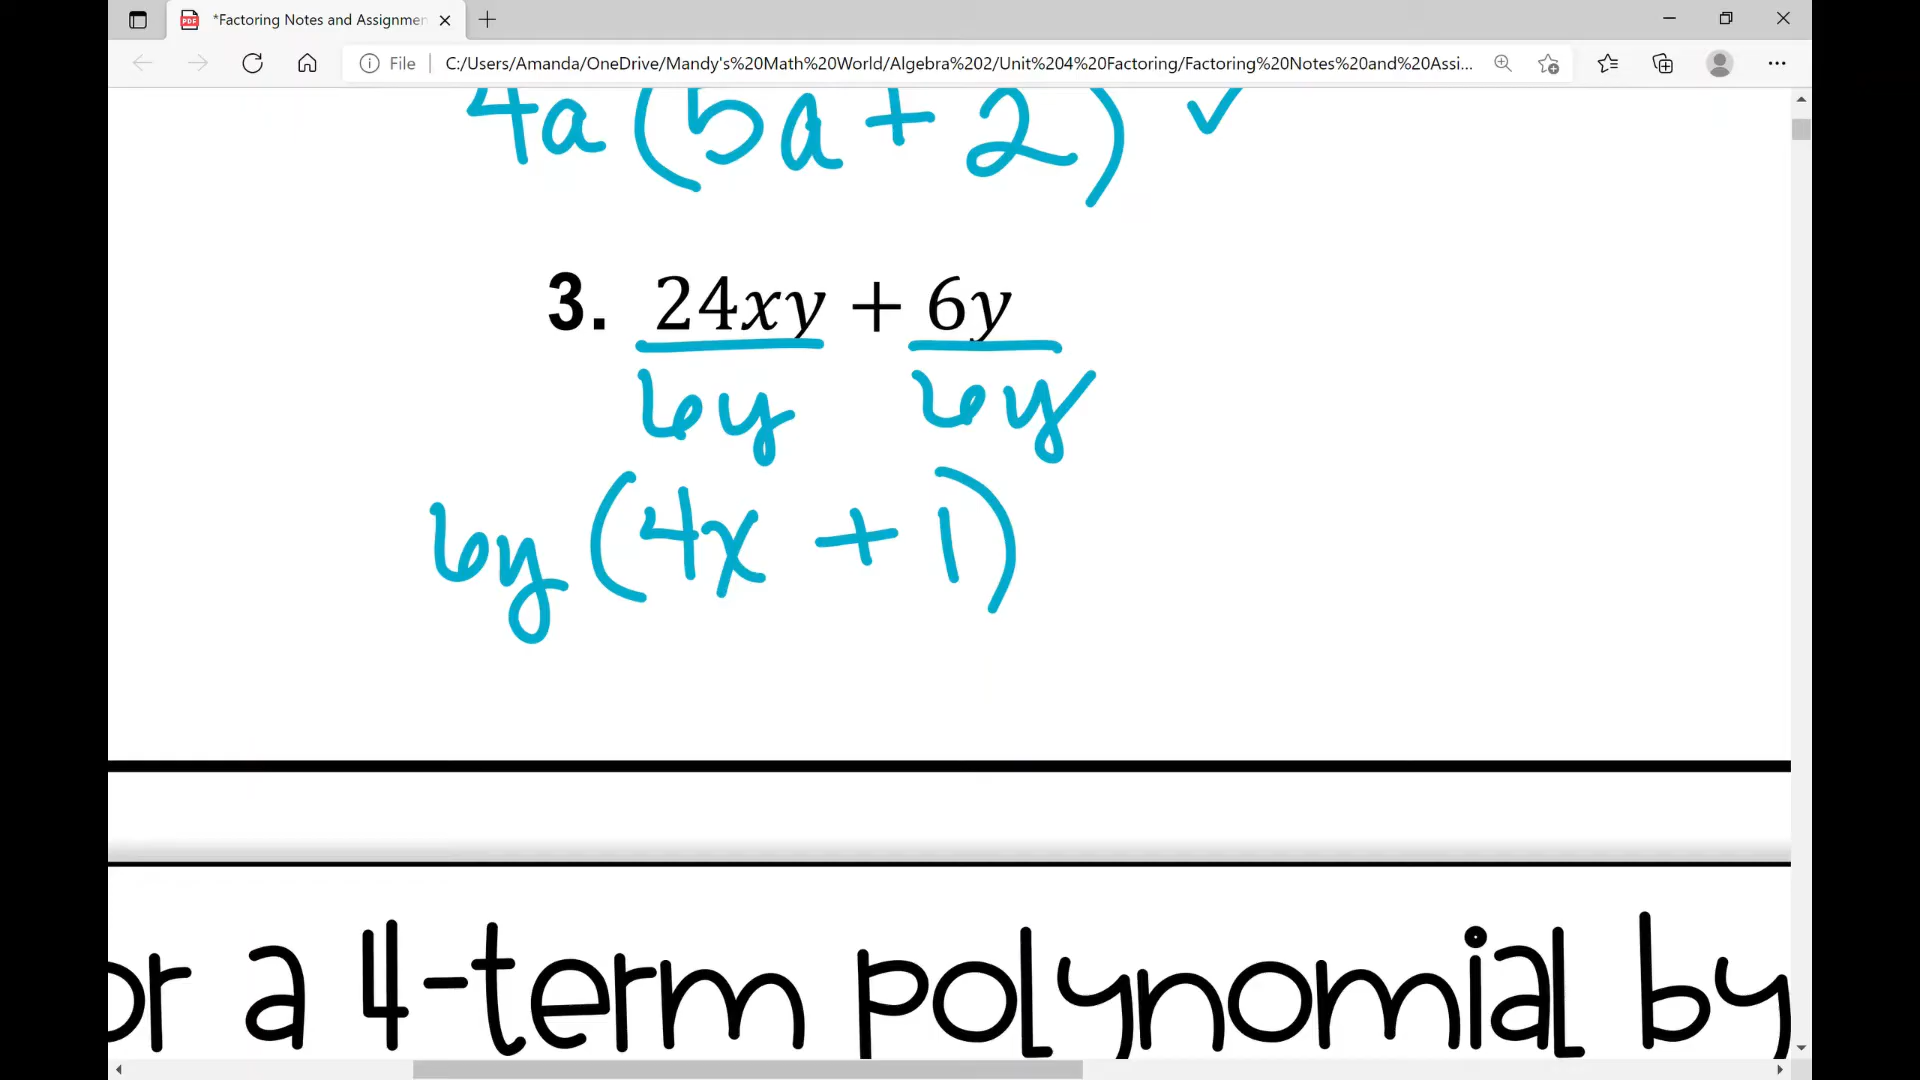 *Factoring Notes and Assignmen
File
C:/Users/Amanda/OneDrive/Mandy's%20Math%20World/Algebra%202/Unit%204%20Factoring/Factoring%20Notes%20and%20Assi...
4a (5a + 2) ✓
3. 24xy + 6y
6y 6y
6y (4x + 1)
or a 4-term polynomial by